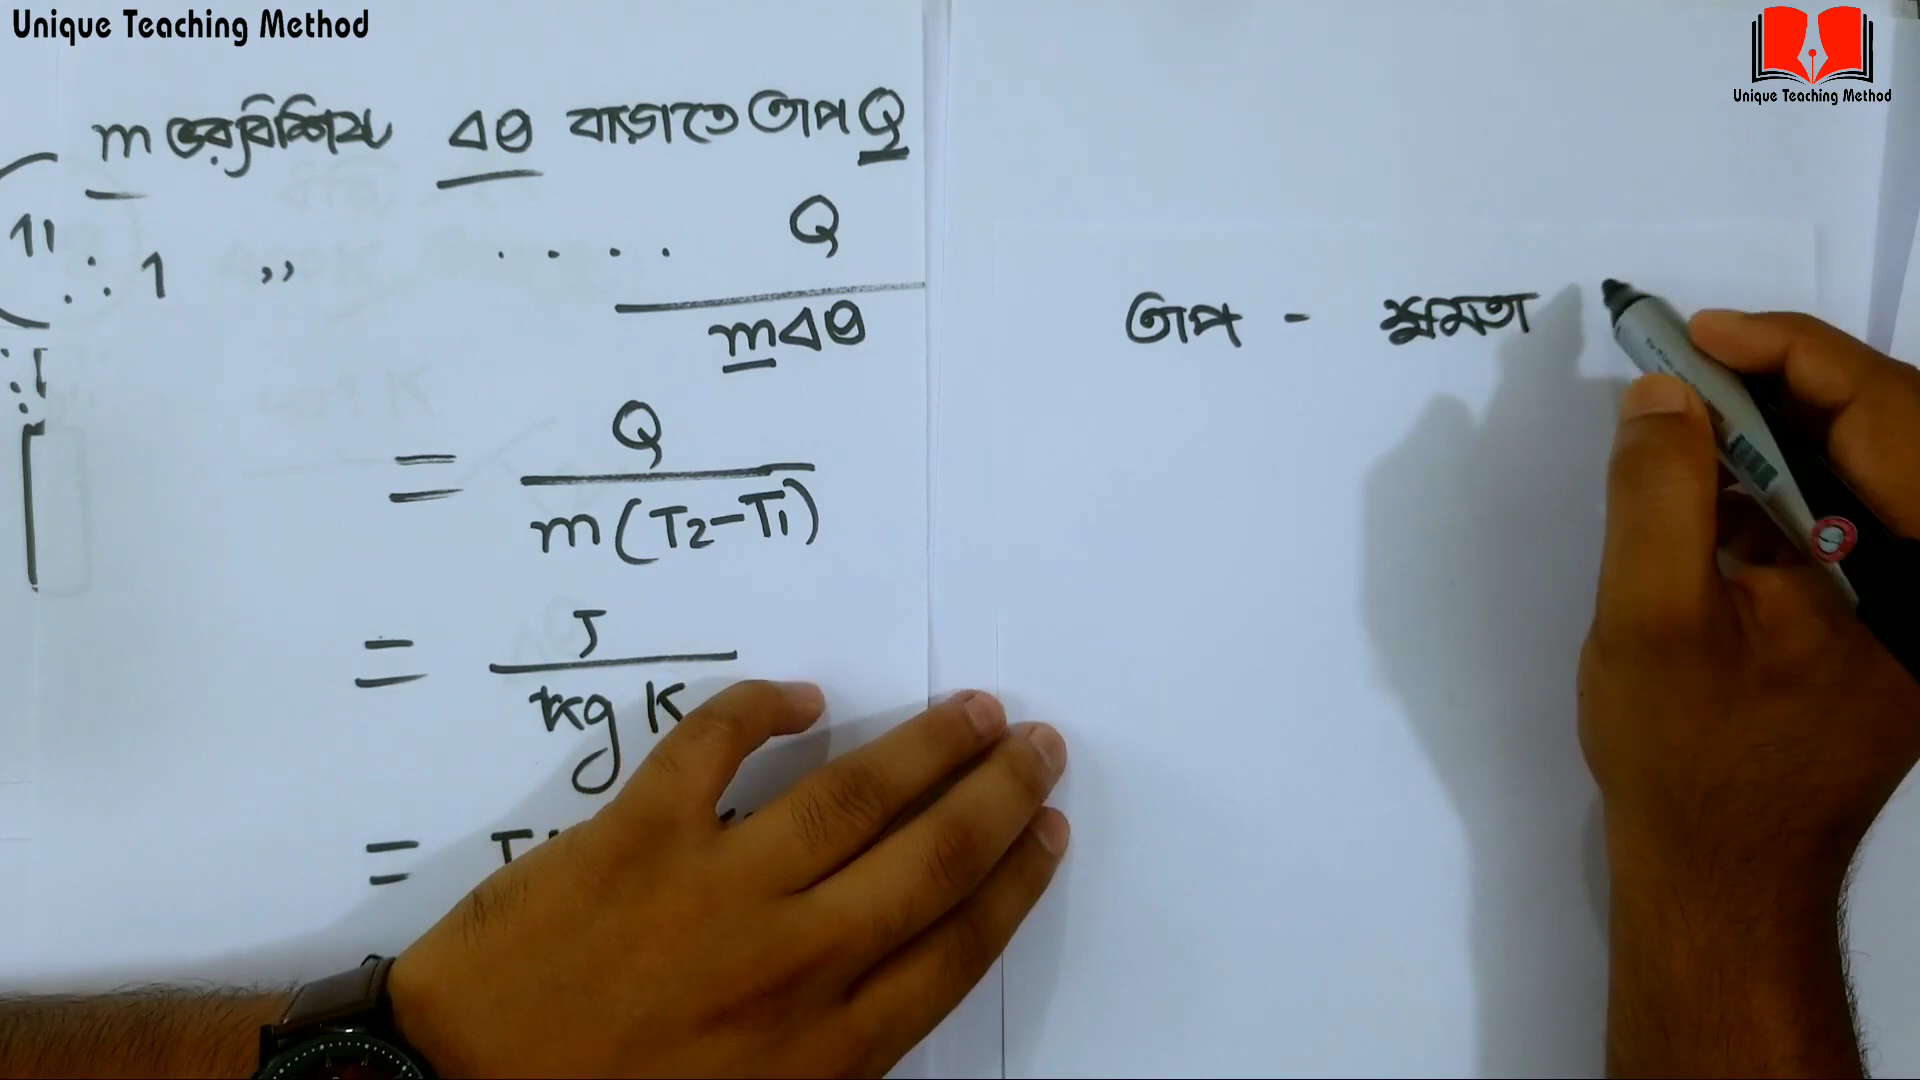 Unique Teaching Method
Unique Teaching Method
m ভরবিশিষ্ট Δθ বাড়াতে তাপ Q
∴ 1 ,, . . . . Q
mΔθ
= Q
m(T2-T1)
= J
kg K
=
তাপ - ক্ষমতা